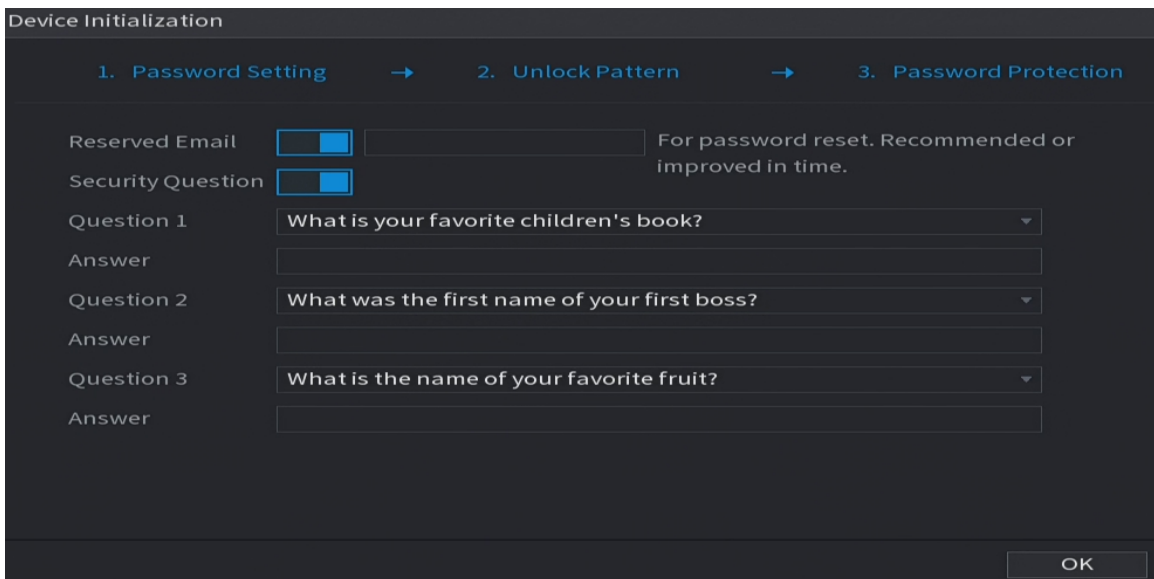 Device Initialization
1. Password Setting → 2. Unlock Pattern → 3. Password Protection
Reserved Email
For password reset. Recommended or
improved in time.
Security Question
Question 1 What is your favorite children's book?
Answer
Question 2 What was the first name of your first boss?
Answer
Question 3 What is the name of your favorite fruit?
Answer
OK